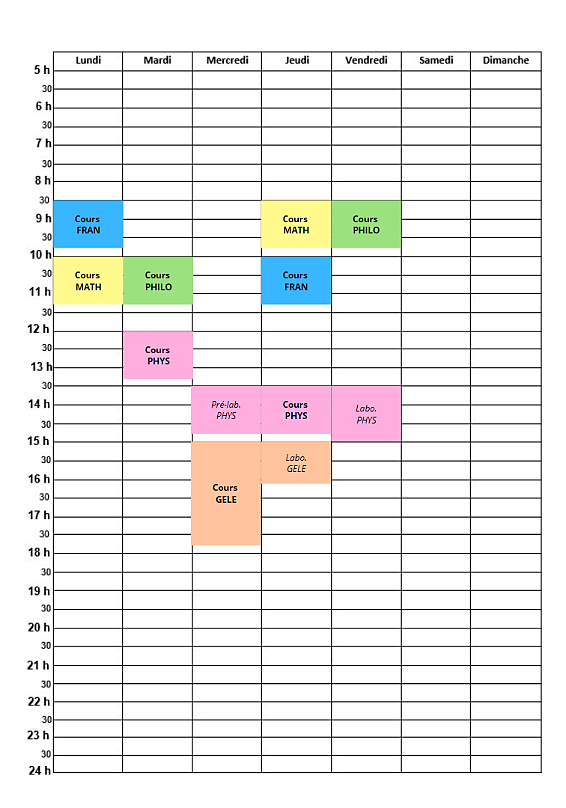 Lundi Mardi Mercredi Jeudi Vendredi Samedi Dimanche
5 h
30
6 h
30
7 h
30
8 h
30
9 h Cours Cours Cours
FRAN MATH PHILO
30
10 h
30 Cours Cours Cours
MATH PHILO FRAN
11 h
30
12 h
30 Cours
PHYS
13 h
30
14 h Pré-lab. Cours Labo.
PHYS PHYS PHYS
30
15 h
30 Labo.
GELE
16 h
Cours
30 GELE
17 h
30
18 h
30
19 h
30
20 h
30
21 h
30
22 h
30
23 h
30
24 h